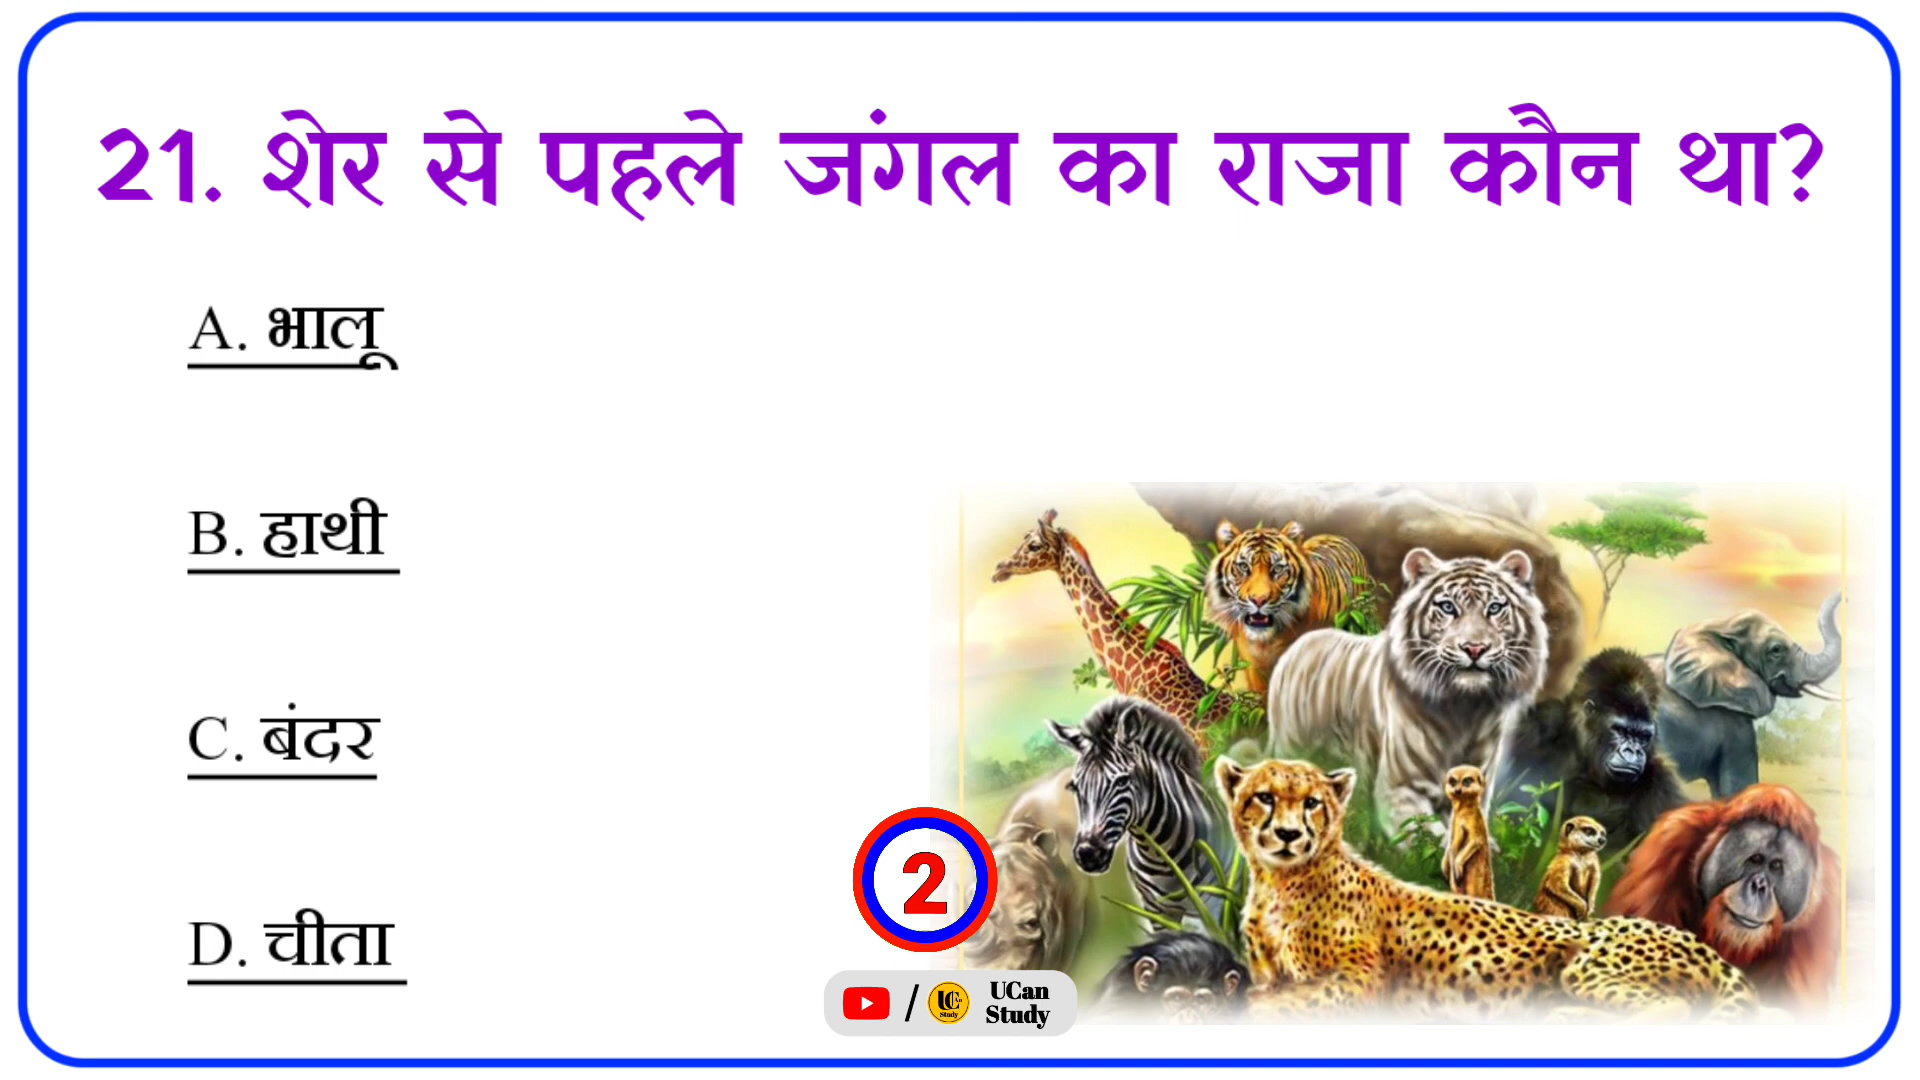 21. शेर से पहले जंगल का राजा कौन था?
A. भालू
B. हाथी
C. बंदर
D. चीता
2
/ UCan
Study